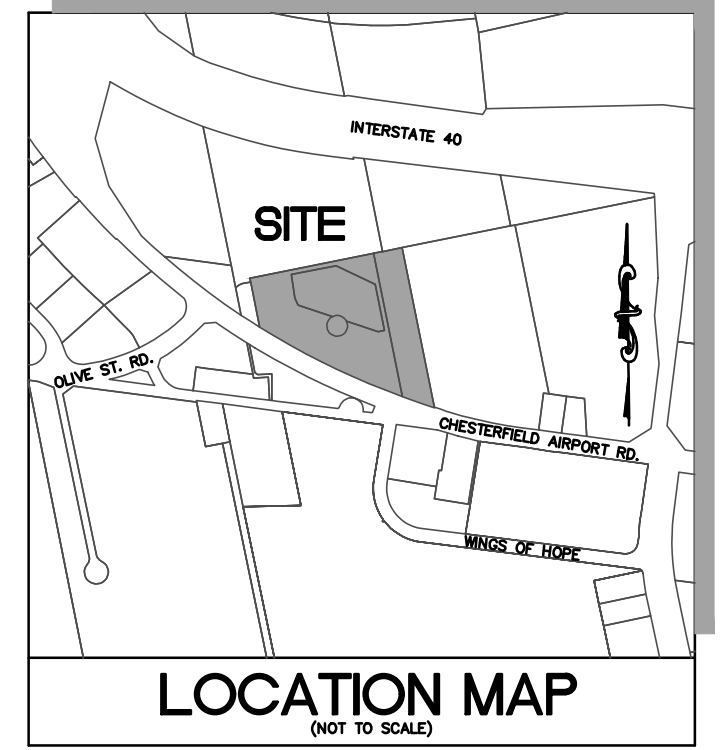 INTERSTATE 40
SITE
OLIVE ST. RD.
CHESTERFIELD AIRPORT RD.
WINGS OF HOPE
LOCATION MAP
(NOT TO SCALE)